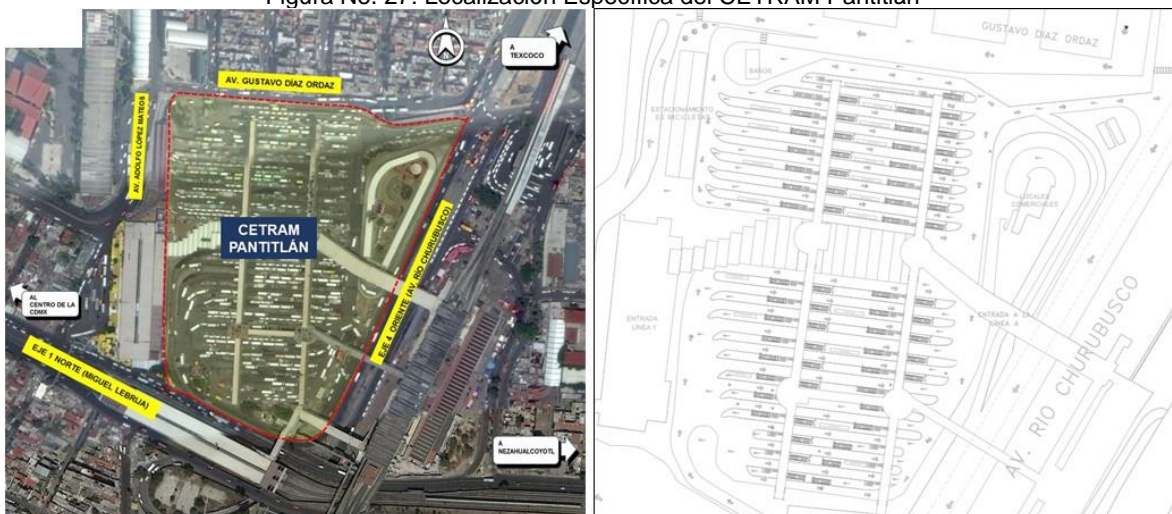 Figura No. 27. Localización Específica del CETRAM Pantitlán
A
TEXCOCO
AV. GUSTAVO DÍAZ ORDAZ
AV. ADOLFO LÓPEZ MATEOS
CETRAM
PANTITLÁN
EJE 4 ORIENTE (AV. RÍO CHURUBUSCO)
AL
CENTRO DE LA
CDMX
EJE 1 NORTE (MIGUEL LEBRIJA)
A
NEZAHUALCOYOTL
GUSTAVO DIAZ ORDAZ
BAÑOS
ESTACIONAMIENTO
DE BICICLETAS
LOCALES
COMERCIALES
ENTRADA
LÍNEA 1
ENTRADA A LA
LÍNEA A
AV. RIO CHURUBUSCO